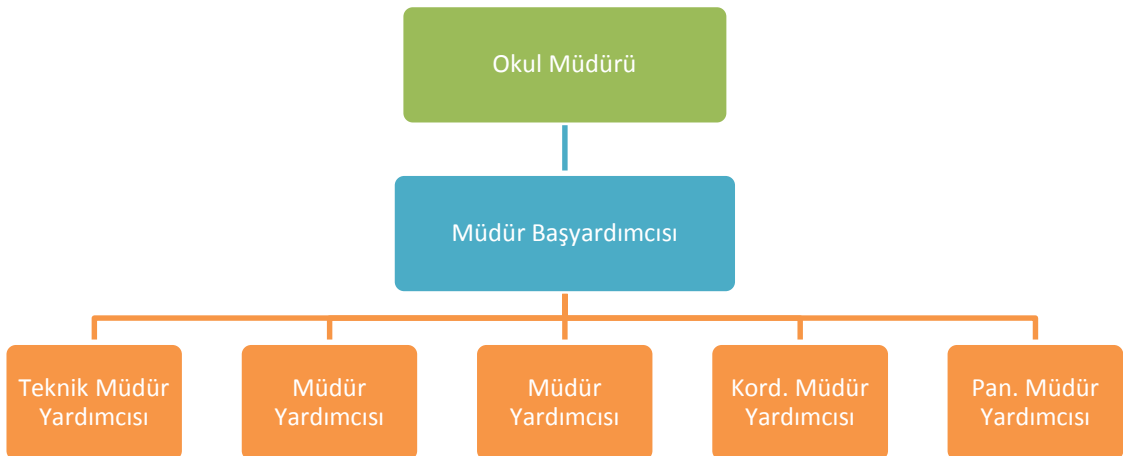 Okul Müdürü
Müdür Başyardımcısı
Teknik Müdür
Yardımcısı
Müdür
Yardımcısı
Müdür
Yardımcısı
Kord. Müdür
Yardımcısı
Pan. Müdür
Yardımcısı